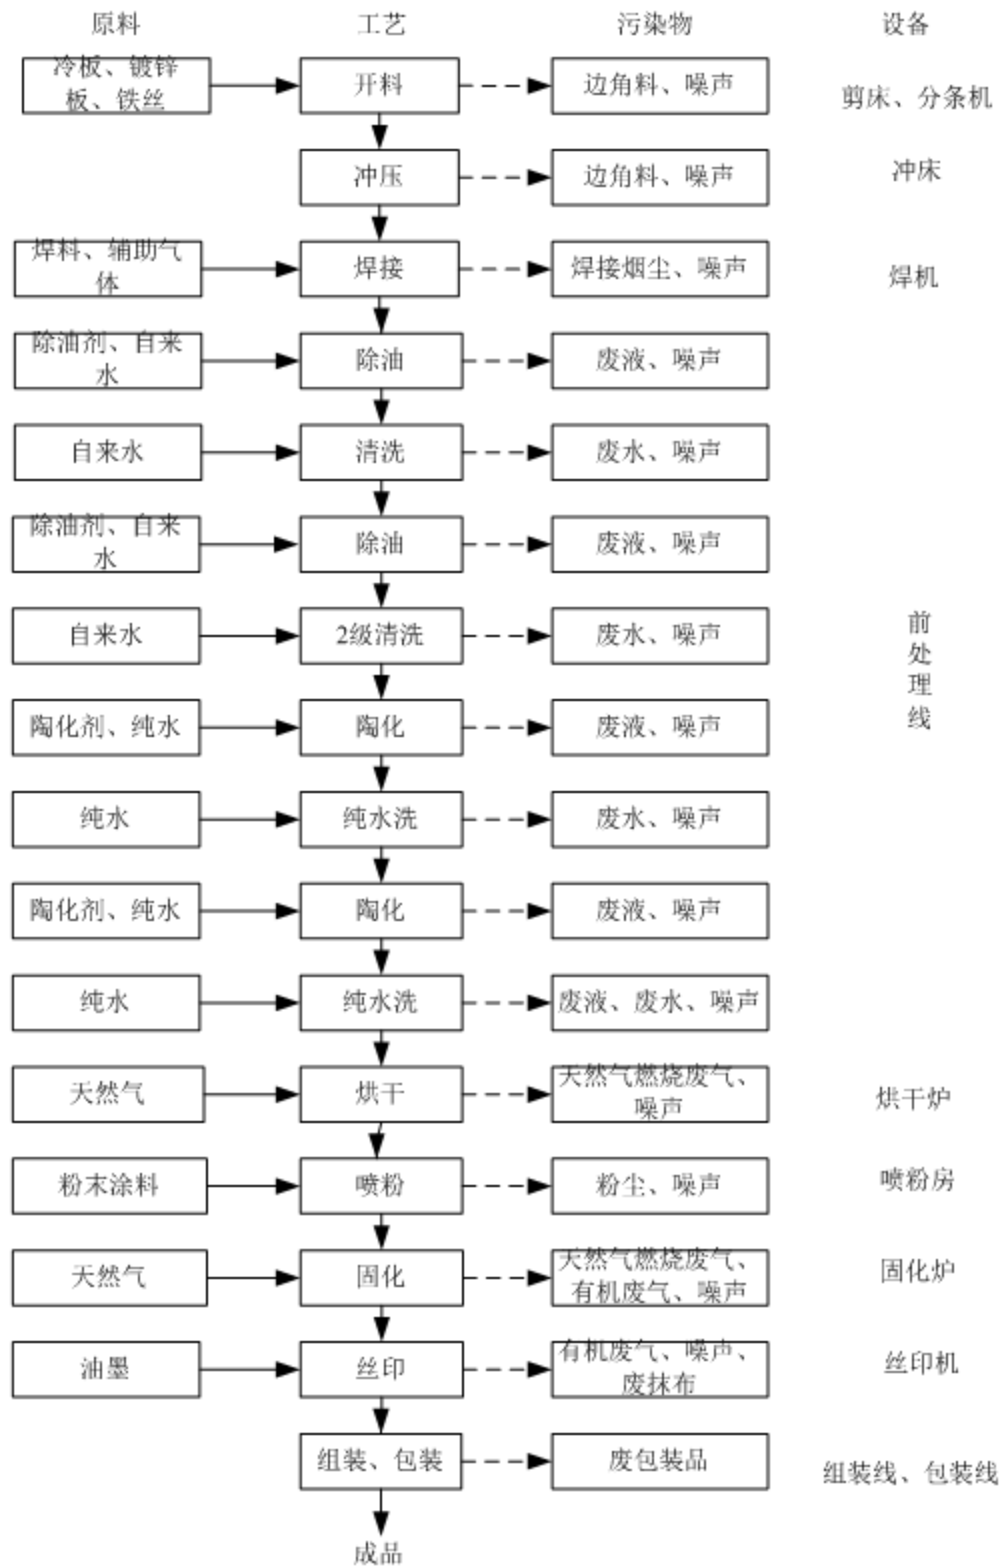 原料 工艺 污染物 设备
冷板、镀锌
板、铁丝
开料
边角料、噪声
剪床、分条机
冲压
边角料、噪声
冲床
焊料、辅助气
体
焊接
焊接烟尘、噪声
焊机
除油剂、自来
水
除油
废液、噪声
自来水
清洗
废水、噪声
除油剂、自来
水
除油
废液、噪声
自来水
2级清洗
废水、噪声
前
处
理
线
陶化剂、纯水
陶化
废液、噪声
纯水
纯水洗
废水、噪声
陶化剂、纯水
陶化
废液、噪声
纯水
纯水洗
废液、废水、噪声
天然气
烘干
天然气燃烧废气、
噪声
烘干炉
粉末涂料
喷粉
粉尘、噪声
喷粉房
天然气
固化
天然气燃烧废气、
有机废气、噪声
固化炉
油墨
丝印
有机废气、噪声、
废抹布
丝印机
组装、包装
废包装品
组装线、包装线
成品